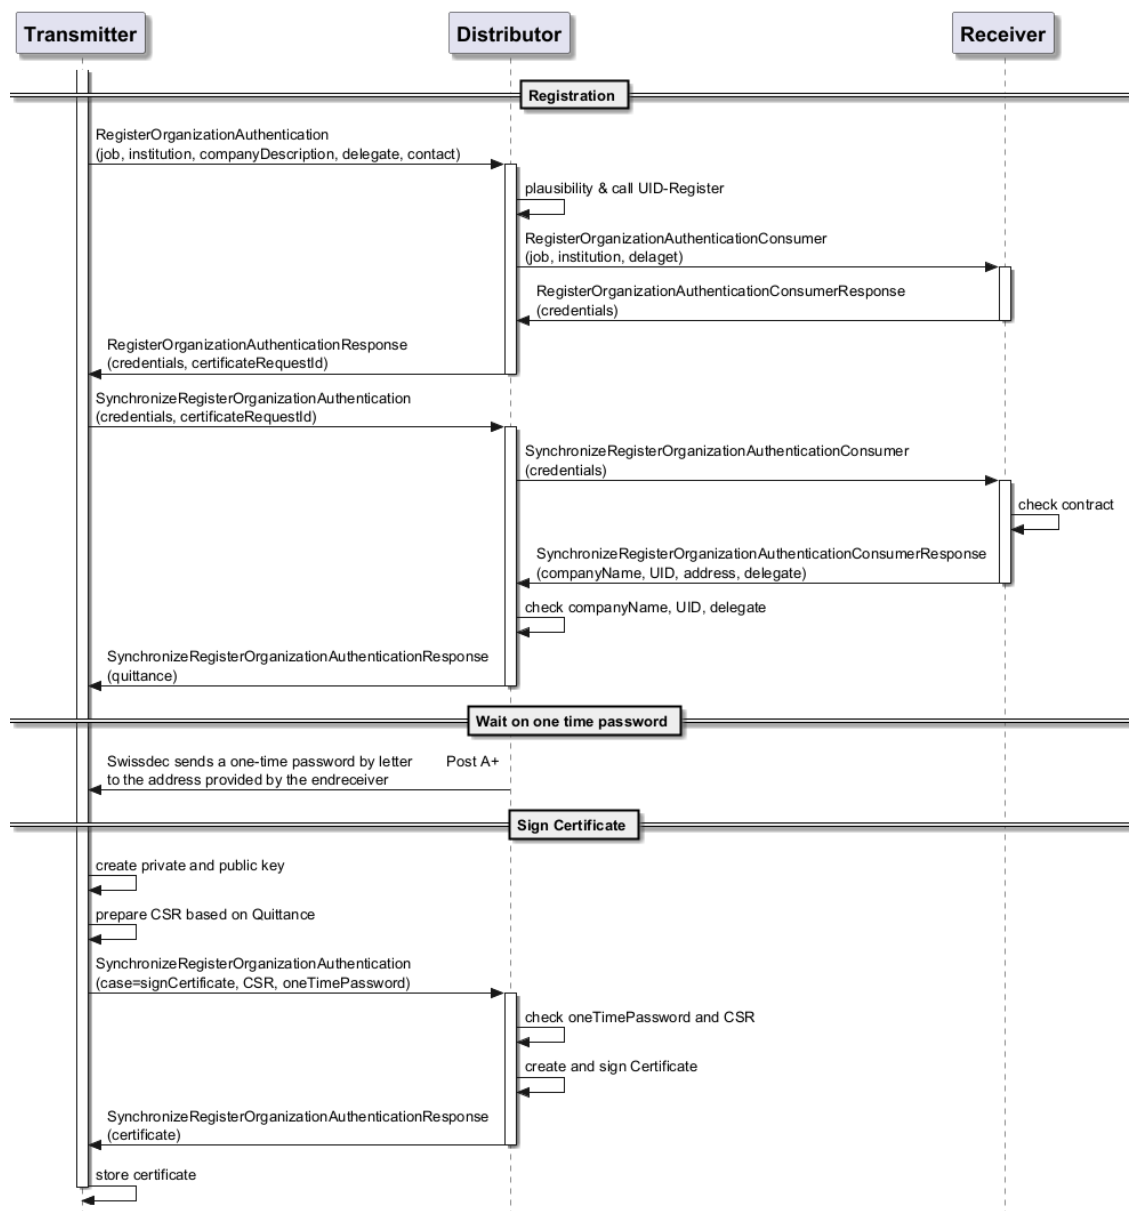 Transmitter
Distributor
Receiver
Registration
RegisterOrganizationAuthentication
(job, institution, companyDescription, delegate, contact)
plausibility & call UID-Register
RegisterOrganizationAuthenticationConsumer
(job, institution, delaget)
RegisterOrganizationAuthenticationConsumerResponse
(credentials)
RegisterOrganizationAuthenticationResponse
(credentials, certificateRequestId)
SynchronizeRegisterOrganizationAuthentication
(credentials, certificateRequestId)
SynchronizeRegisterOrganizationAuthenticationConsumer
(credentials)
check contract
SynchronizeRegisterOrganizationAuthenticationConsumerResponse
(companyName, UID, address, delegate)
check companyName, UID, delegate
SynchronizeRegisterOrganizationAuthenticationResponse
(quittance)
Wait on one time password
Swissdec sends a one-time password by letter Post A+
to the address provided by the endreceiver
Sign Certificate
create private and public key
prepare CSR based on Quittance
SynchronizeRegisterOrganizationAuthentication
(case=signCertificate, CSR, oneTimePassword)
check oneTimePassword and CSR
create and sign Certificate
SynchronizeRegisterOrganizationAuthenticationResponse
(certificate)
store certificate